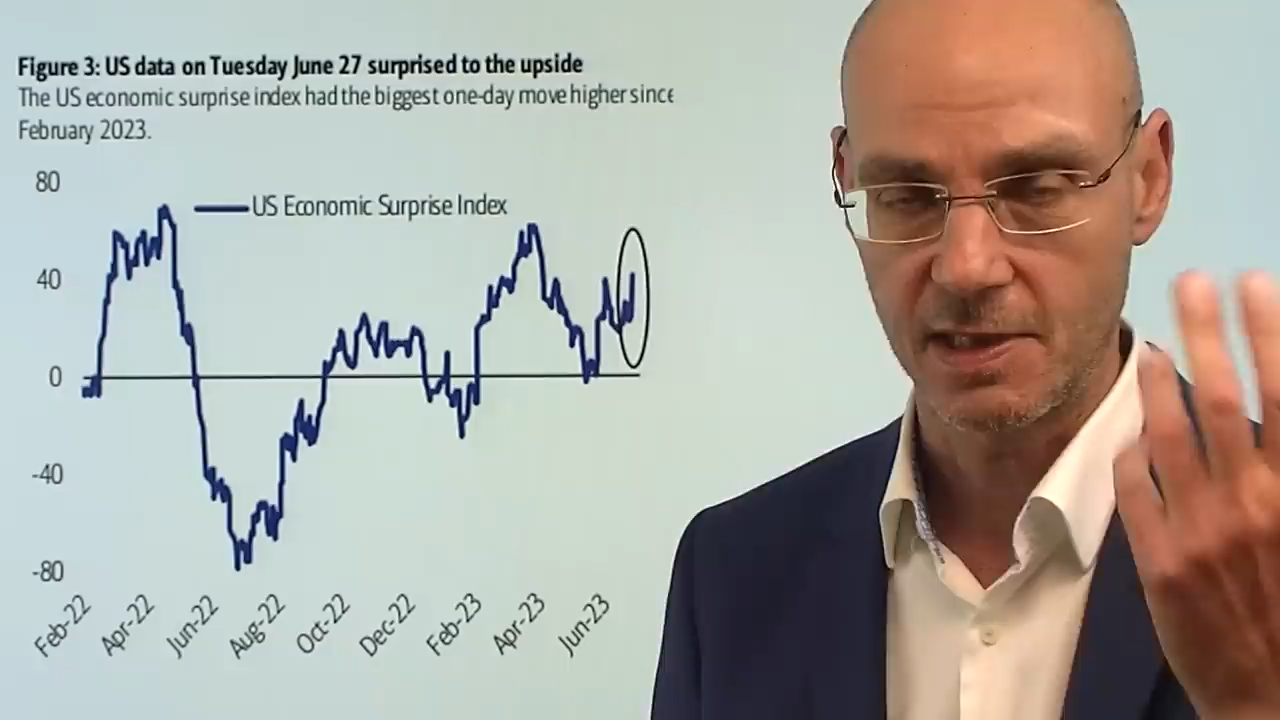 Figure 3: US data on Tuesday June 27 surprised to the upside
The US economic surprise index had the biggest one-day move higher since
February 2023.
80
US Economic Surprise Index
40
0
-40
-80
Feb-22
Apr-22
Jun-22
Aug-22
Oct-22
Dec-22
Feb-23
Apr-23
Jun-23